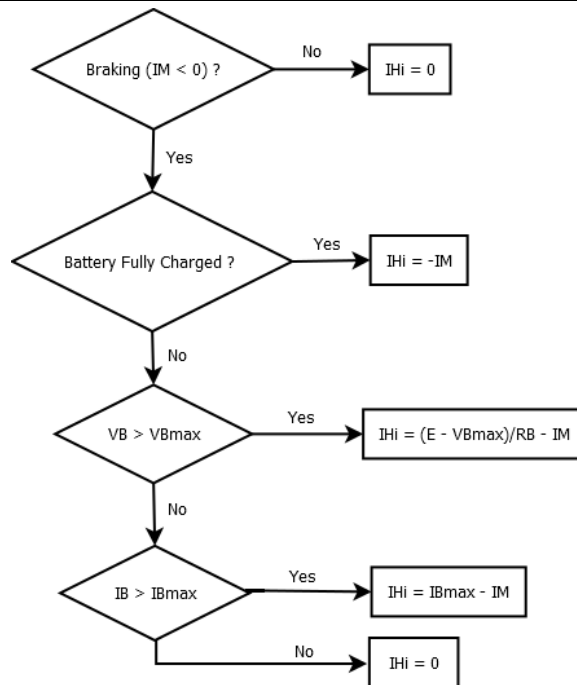 Braking (IM < 0) ?
No
IHi = 0
Yes
Battery Fully Charged ?
Yes
IHi = -IM
No
VB > VBmax
Yes
IHi = (E - VBmax)/RB - IM
No
IB > IBmax
Yes
IHi = IBmax - IM
No
IHi = 0